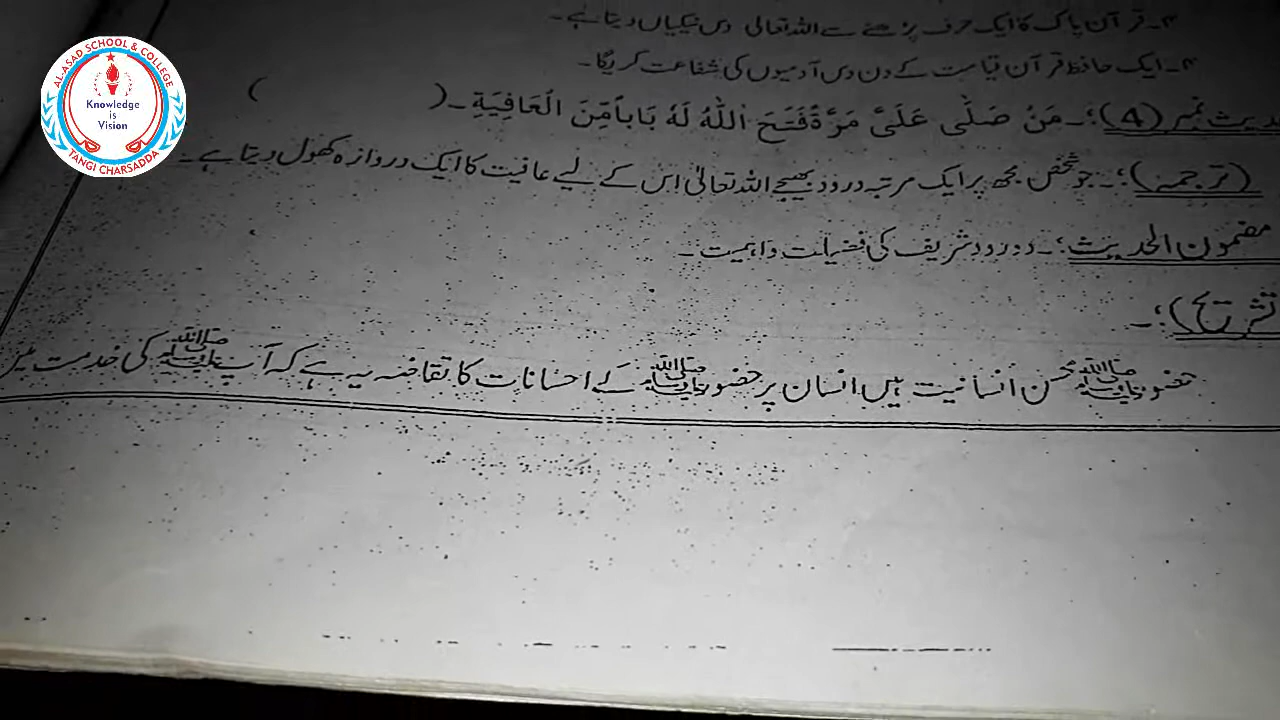 AL-ASAD SCHOOL & COLLEGE
Knowledge
is
Vision
TANGI CHARSADDA
۳۔ قرآن پاک کا ایک حرف پڑھنے سے اللہ تعالیٰ دس نیکیاں دیتا ہے۔
۴۔ ایک حافظ قرآن قیامت کے دن دس آدمیوں کی شفاعت کریگا۔
حدیث نمبر (4):۔ مَنْ صَلّٰی عَلَیَّ مَرَّةً فَتَحَ اللّٰهُ لَهٗ بَاباً مِّنَ الْعَافِيَةِ۔ ( )
(ترجمہ):۔ جو شخص مجھ پر ایک مرتبہ درود بھیجے اللہ تعالیٰ اس کے لیے عافیت کا ایک دروازہ کھول دیتا ہے۔
مضمون الحدیث:۔ درود شریف کی فضیلت و اہمیت۔
تشریح):۔
حضور ﷺ محسن انسانیت ہیں انسان پر حضور ﷺ کے احسانات کا تقاضہ یہ ہے کہ آپ ﷺ کی خدمت میں